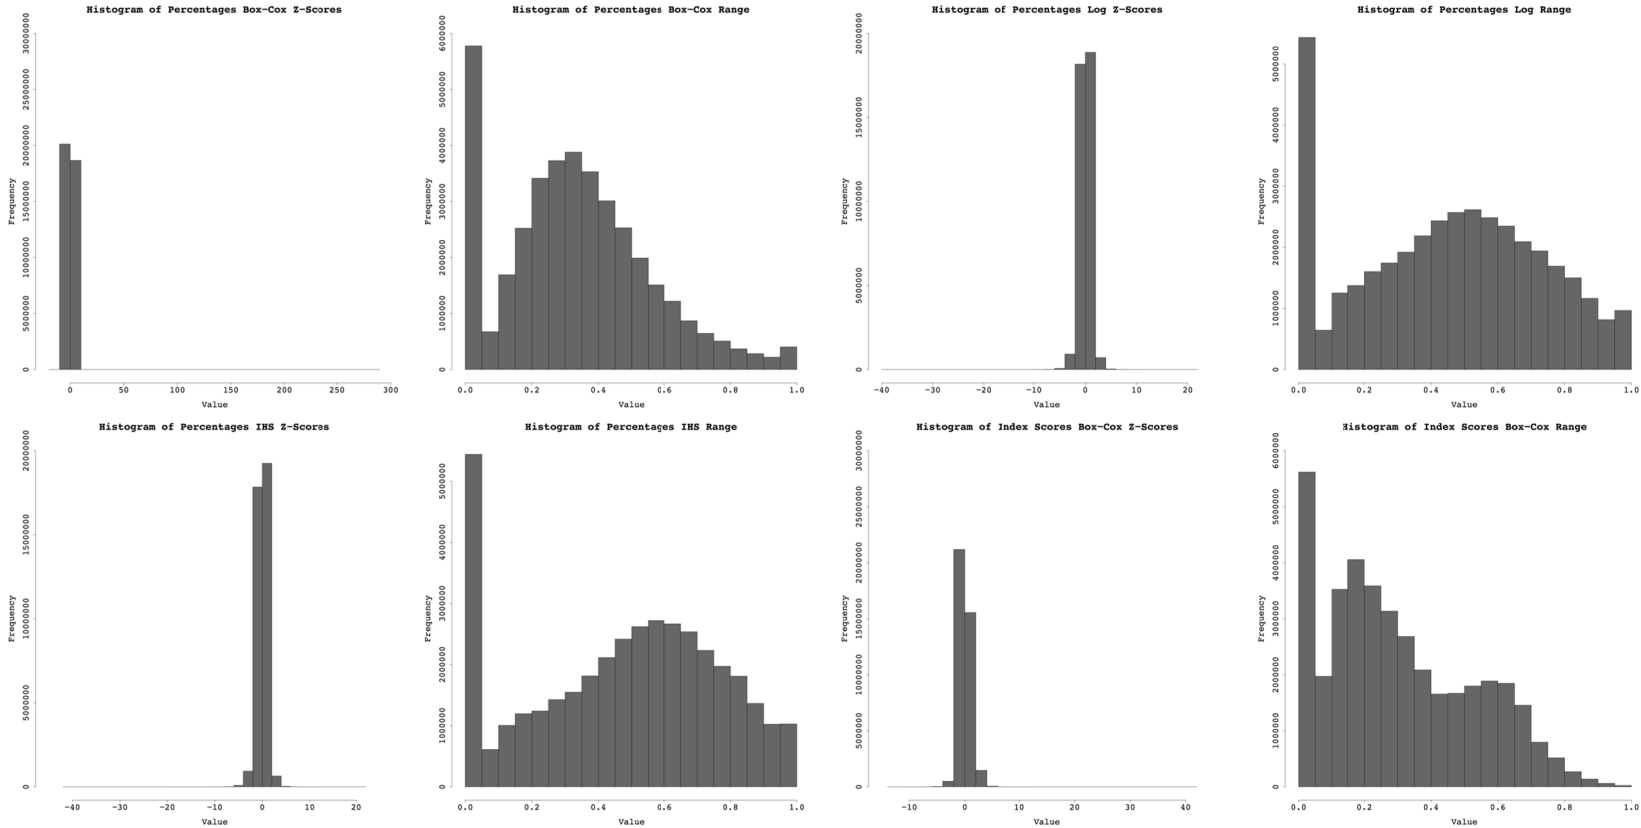 Histogram of Percentages Box-Cox Z-Scores
Frequency
0 5000000 10000000 15000000 20000000 25000000 30000000
0 50 100 150 200 250 300
Value
Histogram of Percentages Box-Cox Range
Frequency
0 1000000 2000000 3000000 4000000 5000000 6000000
0.0 0.2 0.4 0.6 0.8 1.0
Value
Histogram of Percentages Log Z-Scores
Frequency
0 5000000 10000000 15000000 20000000
-40 -30 -20 -10 0 10 20
Value
Histogram of Percentages Log Range
Frequency
0 1000000 2000000 3000000 4000000 5000000
0.0 0.2 0.4 0.6 0.8 1.0
Value
Histogram of Percentages IHS Z-Scores
Frequency
0 5000000 10000000 15000000 20000000
-40 -30 -20 -10 0 10 20
Value
Histogram of Percentages IHS Range
Frequency
0 1000000 2000000 3000000 4000000 5000000
0.0 0.2 0.4 0.6 0.8 1.0
Value
Histogram of Index Scores Box-Cox Z-Scores
Frequency
0 5000000 10000000 15000000 20000000 25000000 30000000
-10 0 10 20 30 40
Value
Histogram of Index Scores Box-Cox Range
Frequency
0 1000000 2000000 3000000 4000000 5000000 6000000
0.0 0.2 0.4 0.6 0.8 1.0
Value